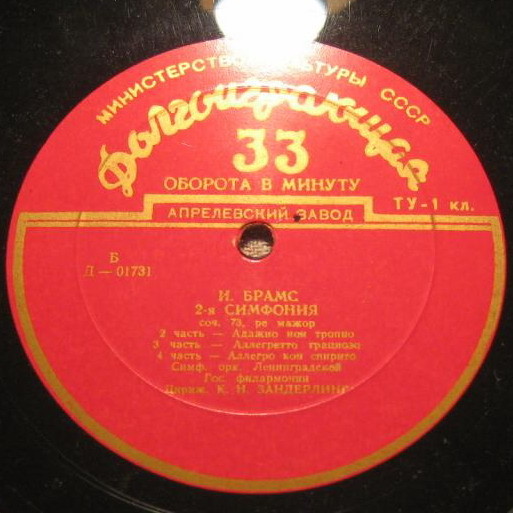 МИНИСТЕРСТВО КУЛЬТУРЫ СССР
Долгоиграющая
33
ОБОРОТА В МИНУТУ
ТУ-1 кл.
АПРЕЛЕВСКИЙ ЗАВОД
Б
Д — 01731
И. БРАМС
2-я СИМФОНИЯ
соч. 73, ре мажор
2 часть — Адажио нон троппо
3 часть — Аллегретто грациозо
4 часть — Аллегро кон спирито
Симф. орк. Ленинградской
Гос. филармонии
Дириж. К. И. ЗАНДЕРЛИНГ